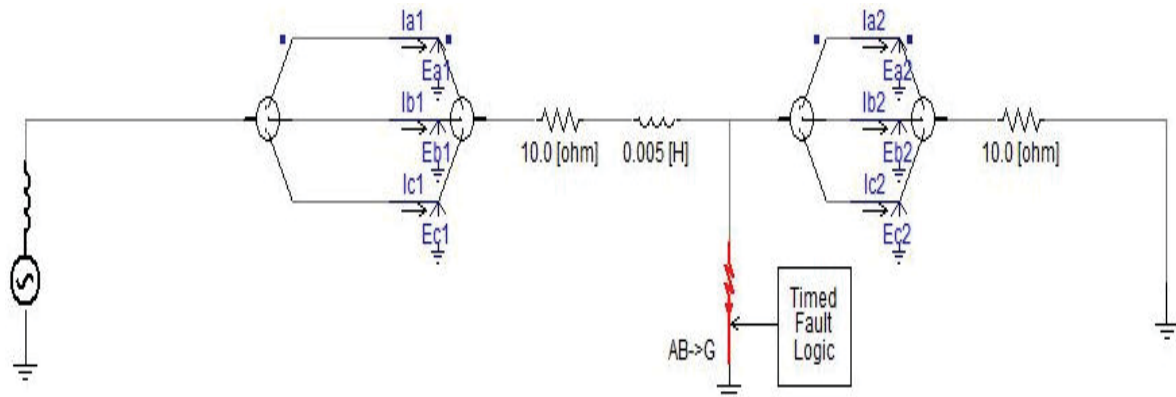 Ia1
Ea1
Ib1
Eb1
Ic1
Ec1
10.0 [ohm]
0.005 [H]
Ia2
Ea2
Ib2
Eb2
Ic2
Ec2
10.0 [ohm]
AB->G
Timed
Fault
Logic